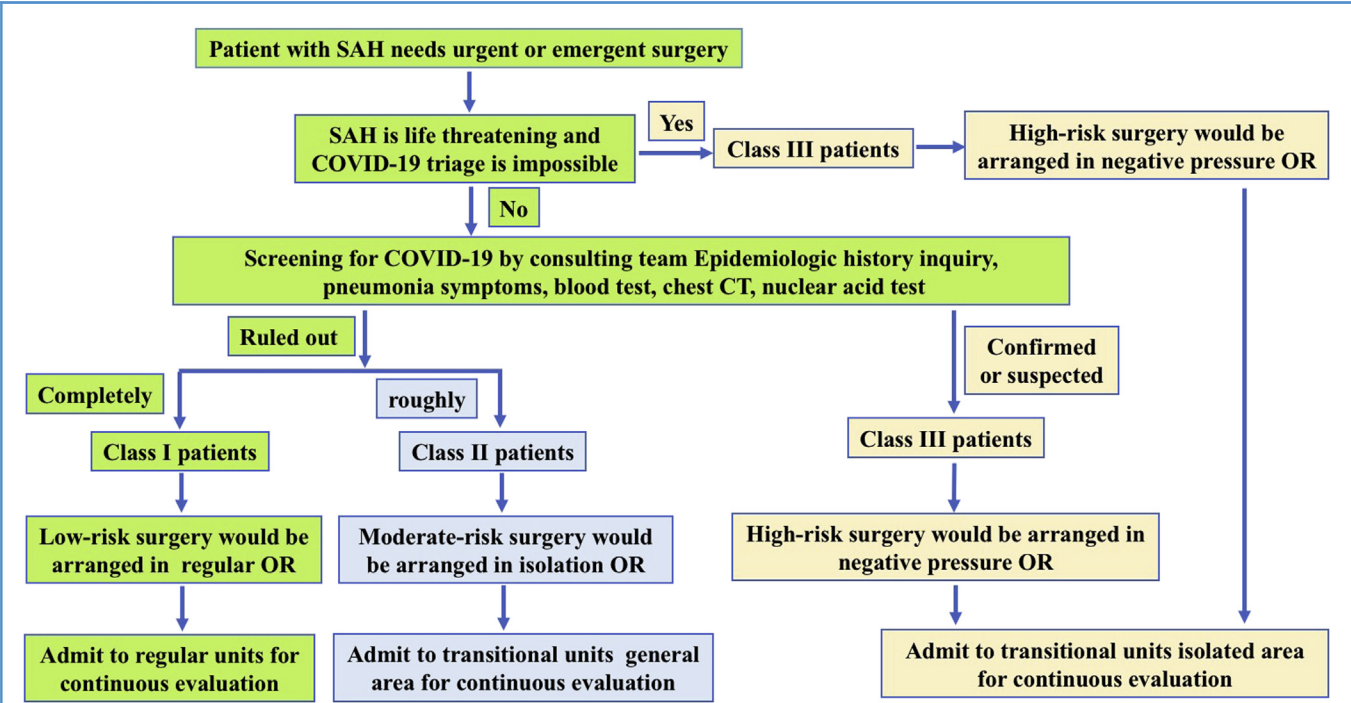 Patient with SAH needs urgent or emergent surgery
SAH is life threatening and
COVID-19 triage is impossible
Yes
Class III patients
High-risk surgery would be
arranged in negative pressure OR
No
Screening for COVID-19 by consulting team Epidemiologic history inquiry,
pneumonia symptoms, blood test, chest CT, nuclear acid test
Ruled out
Confirmed
or suspected
Completely
roughly
Class I patients
Class II patients
Class III patients
Low-risk surgery would be
arranged in regular OR
Moderate-risk surgery would
be arranged in isolation OR
High-risk surgery would be arranged in
negative pressure OR
Admit to regular units for
continuous evaluation
Admit to transitional units general
area for continuous evaluation
Admit to transitional units isolated area
for continuous evaluation